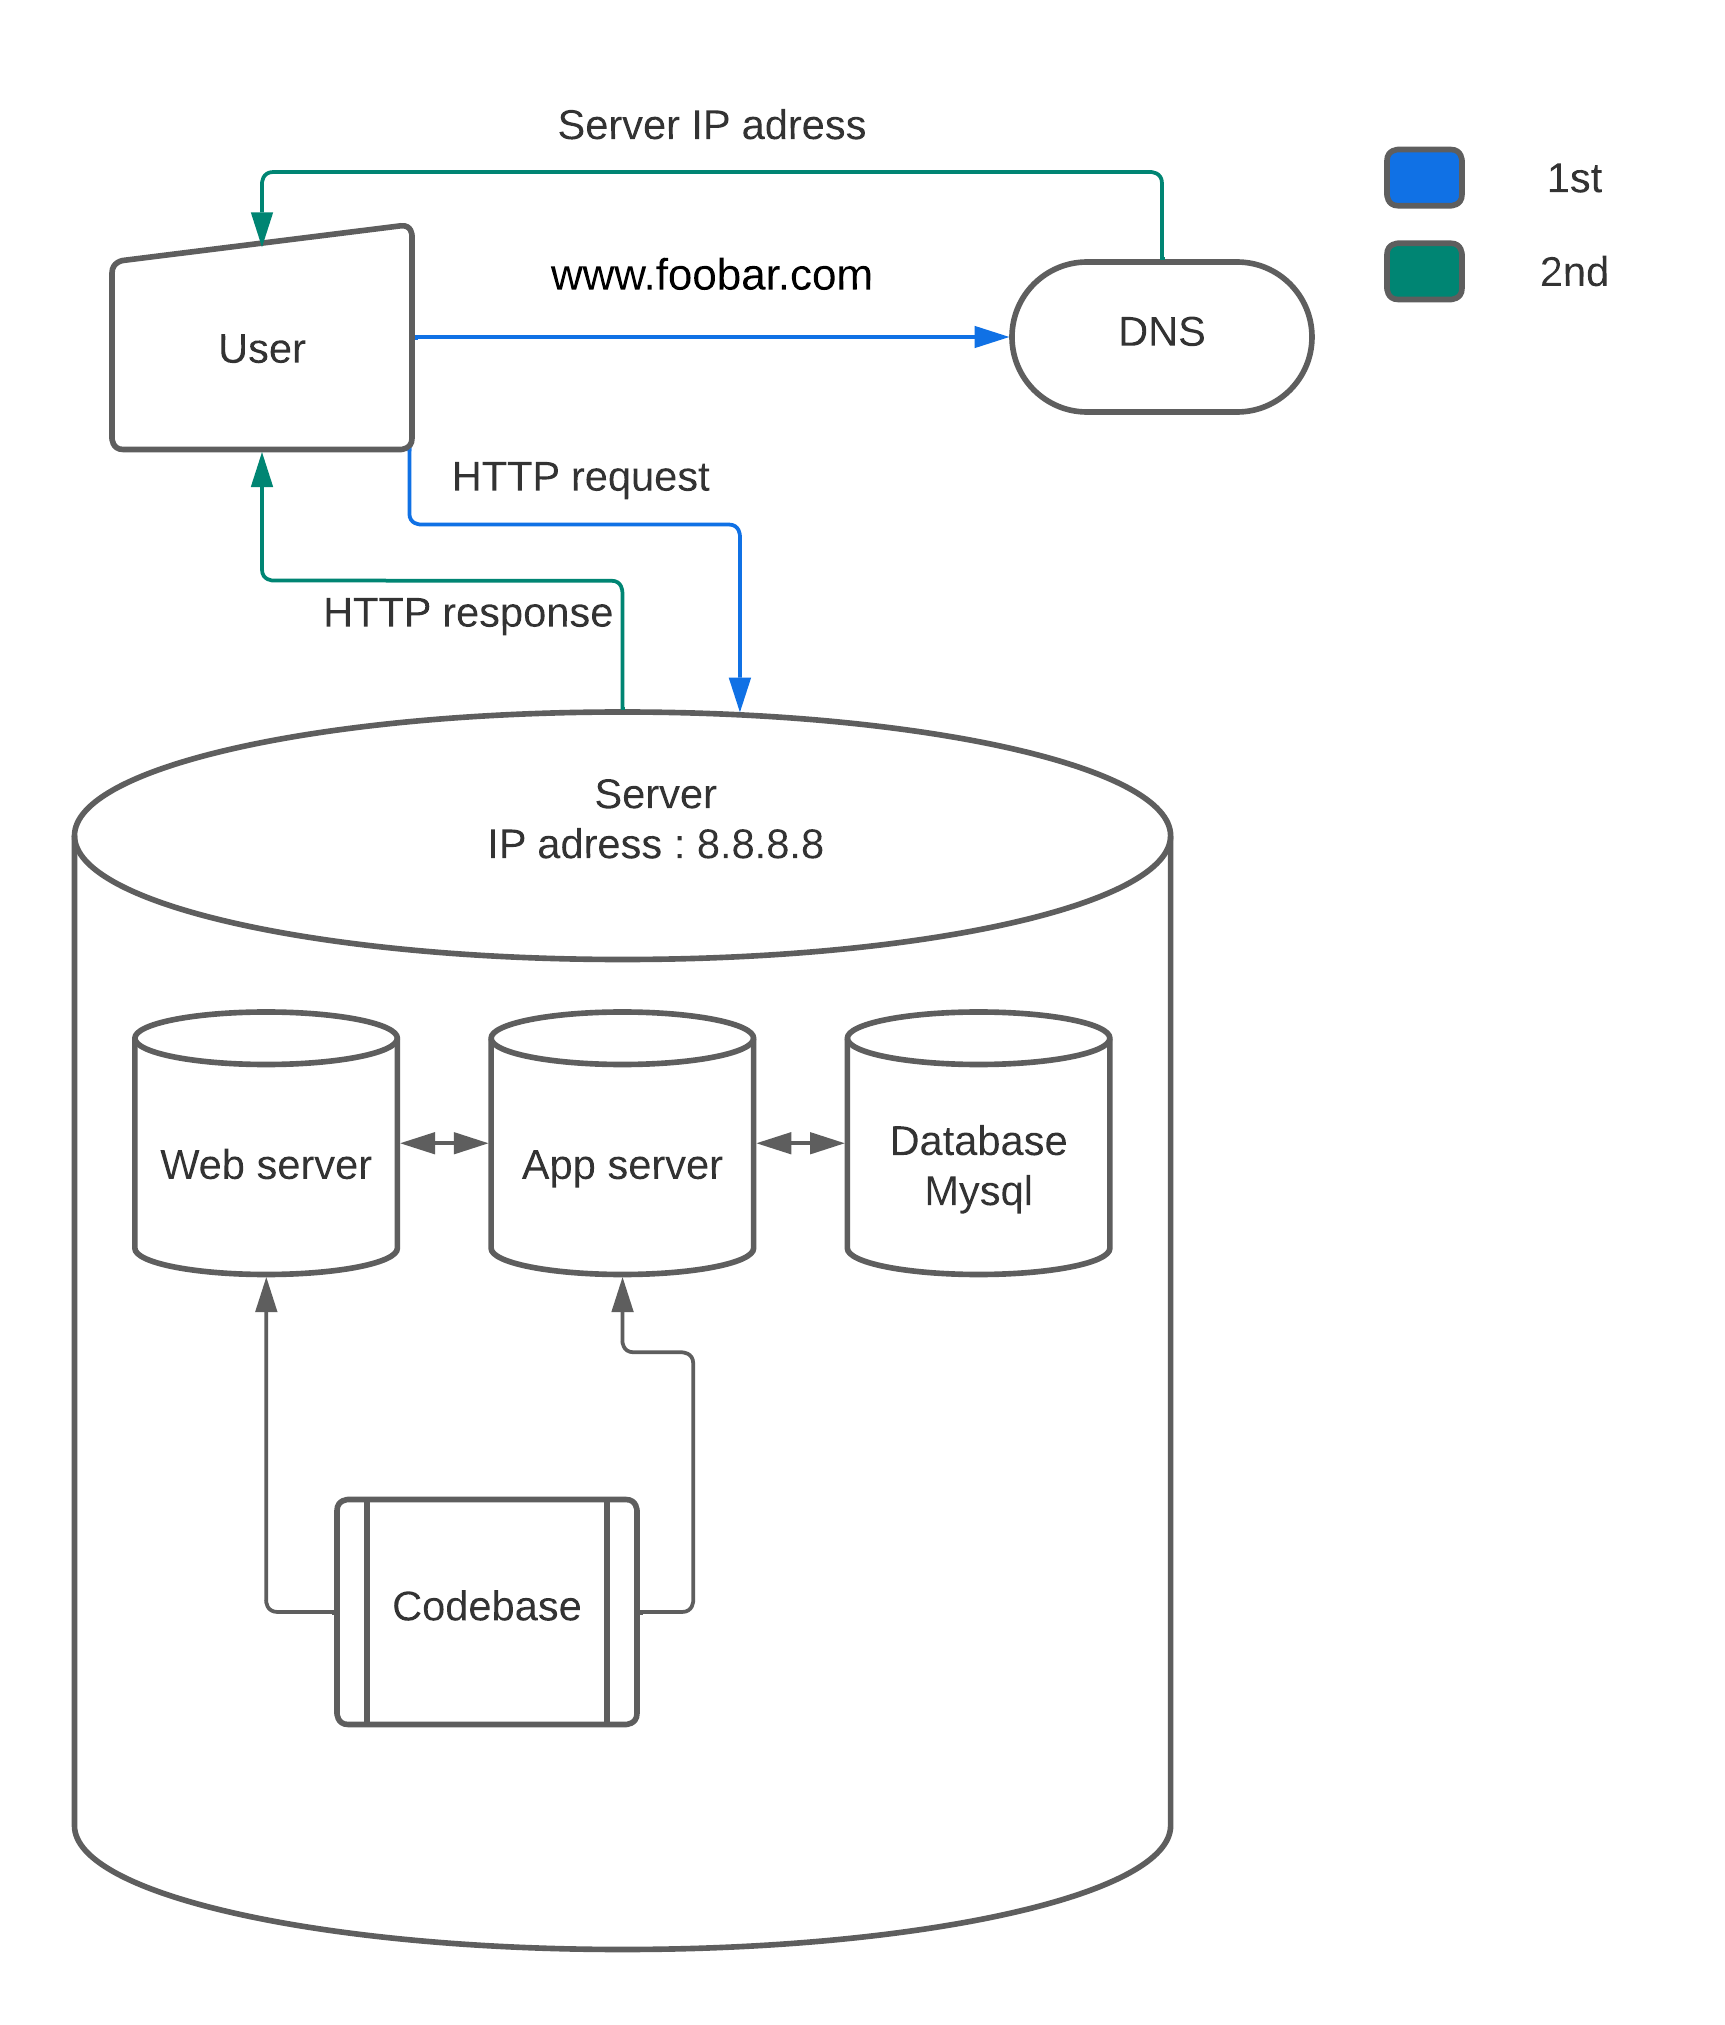 Server IP adress
1st
www.foobar.com
2nd
User
DNS
HTTP request
HTTP response
Server
IP adress : 8.8.8.8
Web server
App server
Database
Mysql
Codebase